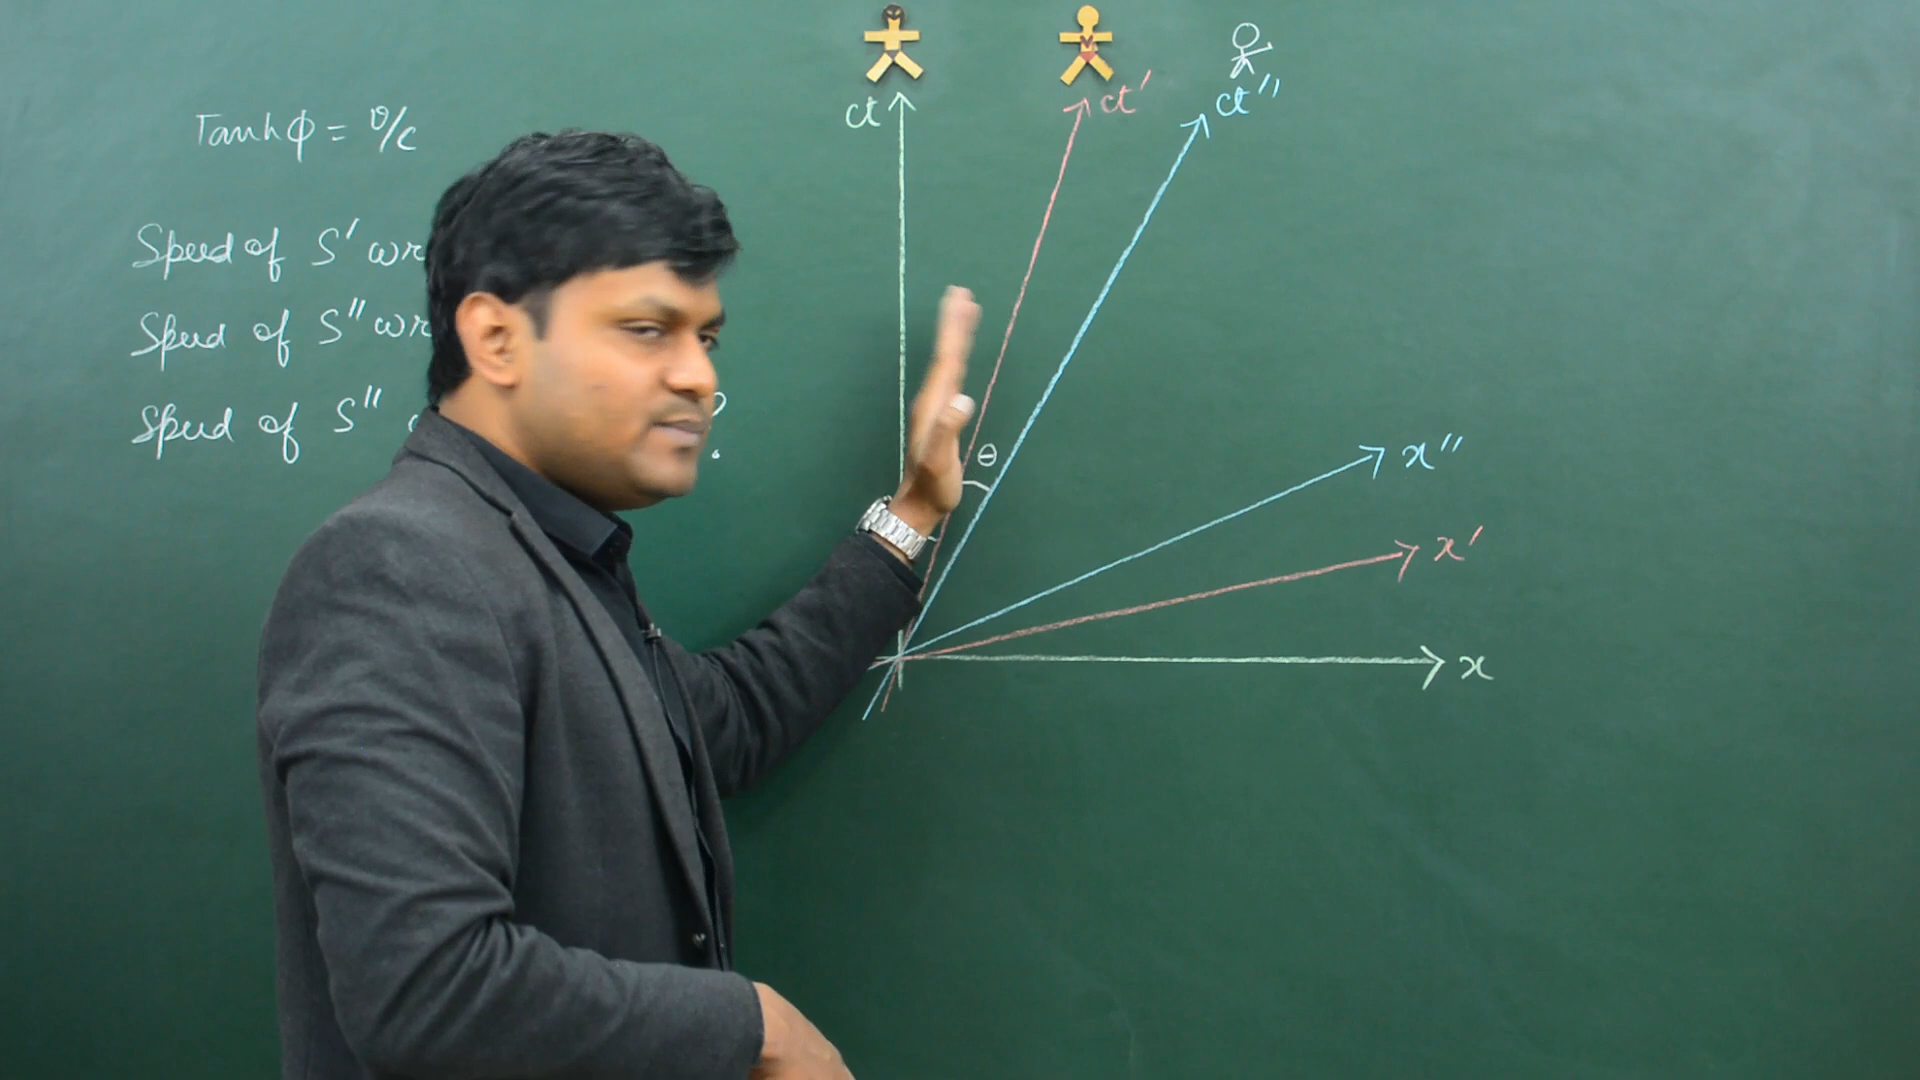 Tanh ϕ = v/c
Speed of S' wr
Speed of S'' wr
Speed of S'' ?
ct
ct'
ct''
θ
x''
x'
x